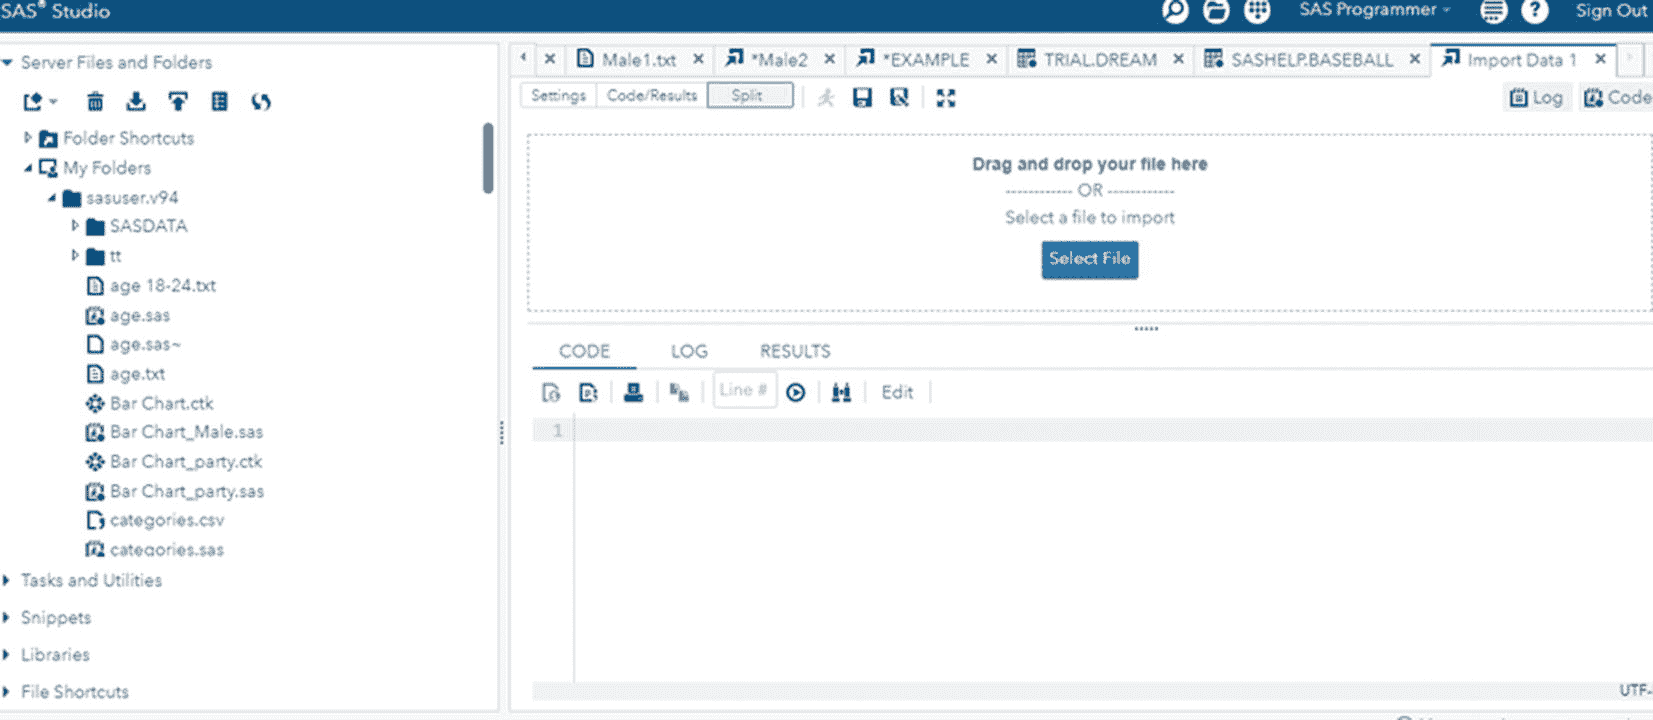 SAS® Studio
SAS Programmer
Sign Out
Server Files and Folders
Folder Shortcuts
My Folders
sasuser.v94
SASDATA
tt
age 18-24.txt
age.sas
age.sas~
age.txt
Bar Chart.ctk
Bar Chart_Male.sas
Bar Chart_party.ctk
Bar Chart_party.sas
categories.csv
categories.sas
Tasks and Utilities
Snippets
Libraries
File Shortcuts
Male1.txt
*Male2
*EXAMPLE
TRIAL.DREAM
SASHELP.BASEBALL
Import Data 1
Settings
Code/Results
Split
Log
Code
Drag and drop your file here
------------ OR ------------
Select a file to import
Select File
CODE
LOG
RESULTS
Line #
Edit
1
UTF-